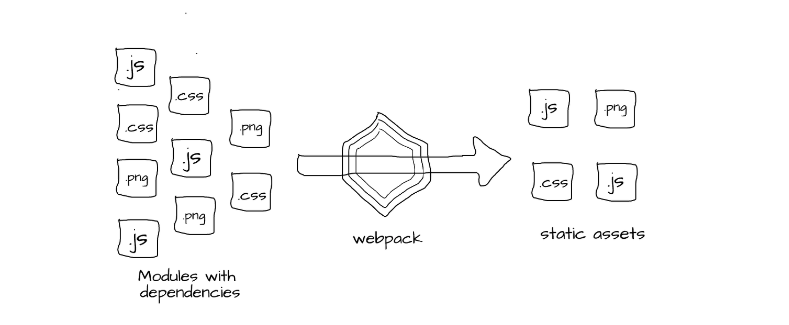 .js
.css
.css
.png
.js
.png
.css
.png
.js
Modules with
dependencies
webpack
.js
.png
.css
.js
static assets